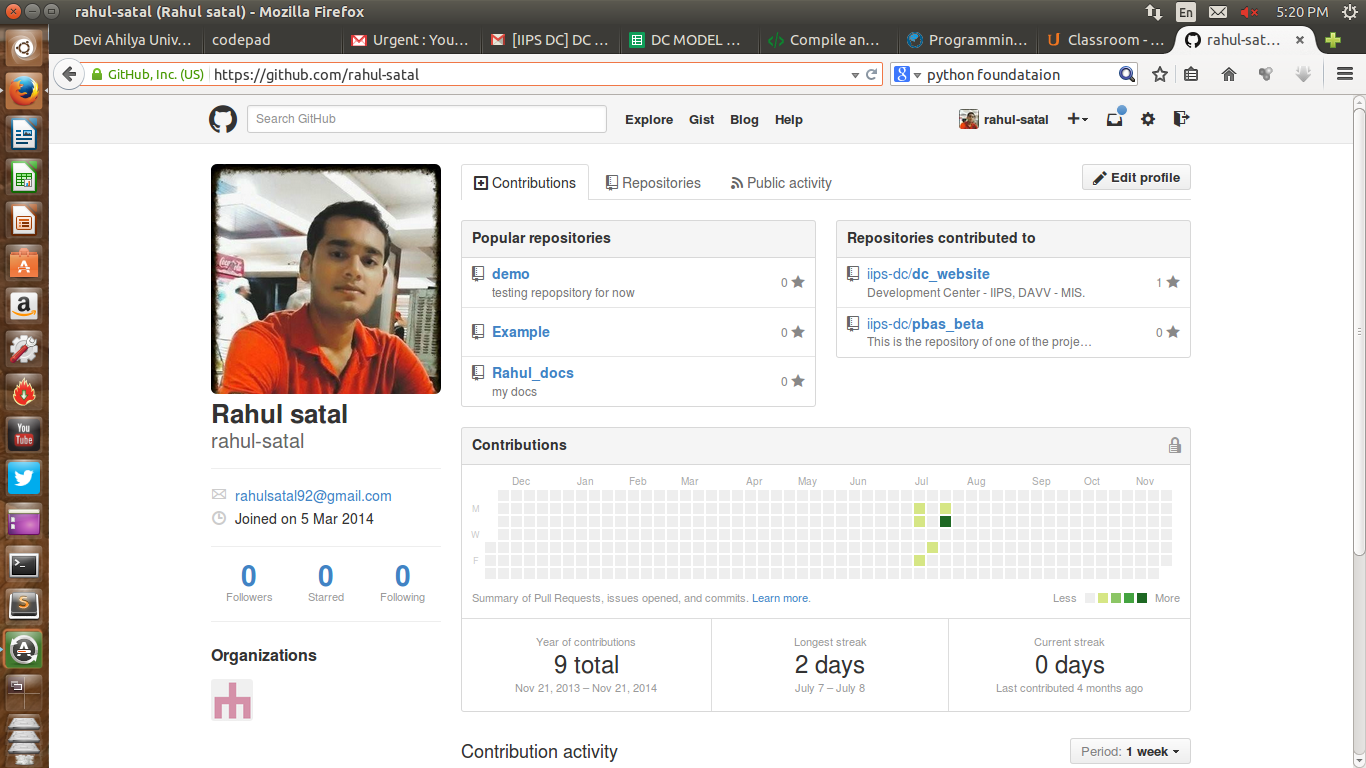 rahul-satal (Rahul satal) - Mozilla Firefox
En
5:20 PM
Devi Ahilya Univ...
codepad
Urgent : You...
[IIPS DC] DC ...
DC MODEL ...
Compile an...
Programmin...
Classroom - ...
rahul-sat...
GitHub, Inc. (US)
https://github.com/rahul-satal
python foundataion
Search GitHub
Explore
Gist
Blog
Help
rahul-satal
Contributions
Repositories
Public activity
Edit profile
Popular repositories
demo
testing repopsitory for now
0
Example
0
Rahul_docs
my docs
0
Repositories contributed to
iips-dc/dc_website
Development Center - IIPS, DAVV - MIS.
1
iips-dc/pbas_beta
This is the repository of one of the proje...
0
Rahul satal
rahul-satal
rahulsatal92@gmail.com
Joined on 5 Mar 2014
0 0 0
Followers Starred Following
Organizations
Contributions
Dec Jan Feb Mar Apr May Jun Jul Aug Sep Oct Nov
M
W
F
Summary of Pull Requests, issues opened, and commits. Learn more.
Less More
Year of contributions
9 total
Nov 21, 2013 – Nov 21, 2014
Longest streak
2 days
July 7 – July 8
Current streak
0 days
Last contributed 4 months ago
Contribution activity
Period: 1 week
You
Tube